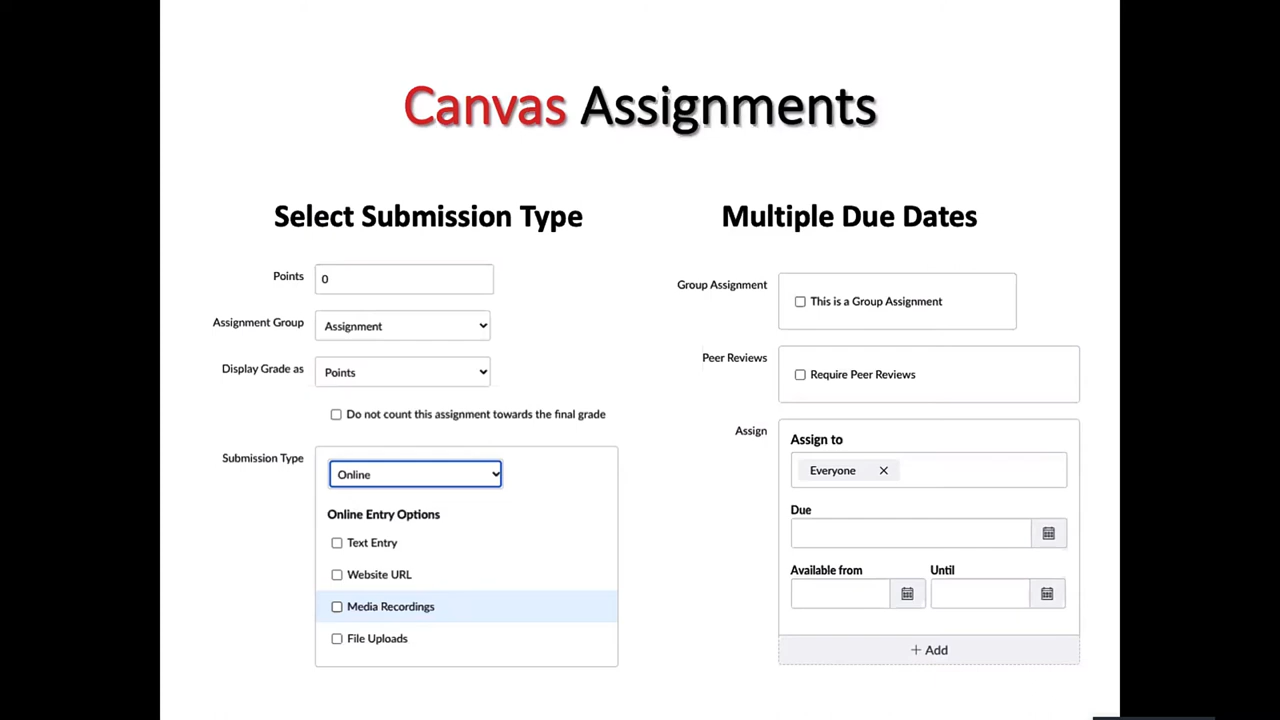 Canvas Assignments
Select Submission Type
Points
0
Assignment Group
Assignment
Display Grade as
Points
Do not count this assignment towards the final grade
Submission Type
Online
Online Entry Options
Text Entry
Website URL
Media Recordings
File Uploads
Multiple Due Dates
Group Assignment
This is a Group Assignment
Peer Reviews
Require Peer Reviews
Assign
Assign to
Everyone
Due
Available from
Until
+ Add